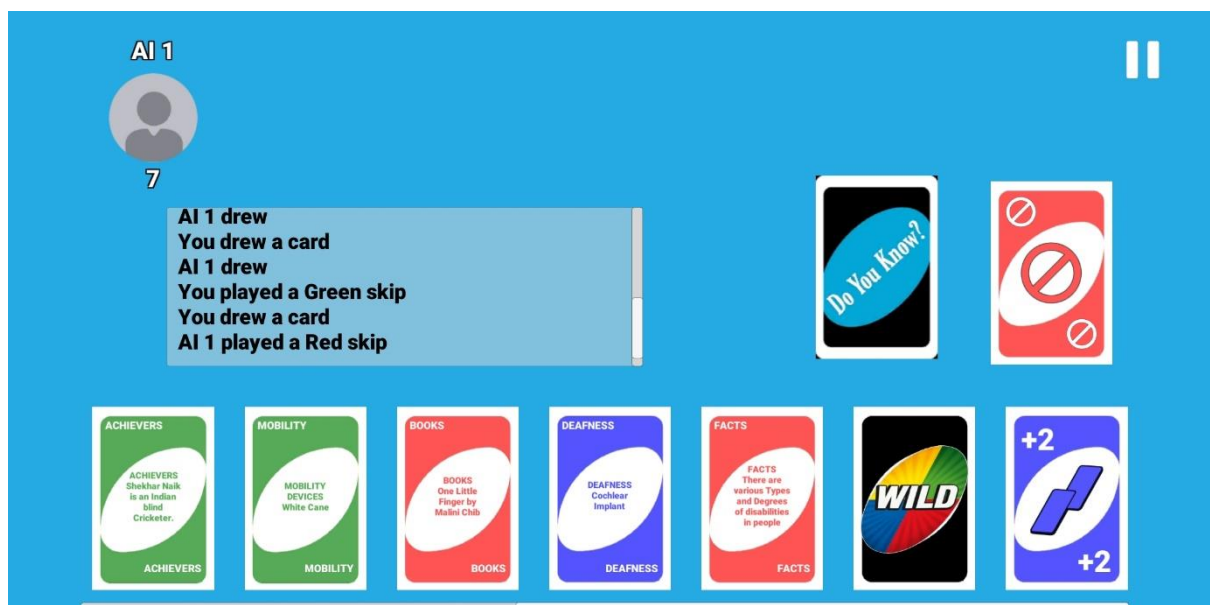 AI 1
7
AI 1 drew
You drew a card
AI 1 drew
You played a Green skip
You drew a card
AI 1 played a Red skip
Do You Know?
ACHIEVERS
ACHIEVERS
Shekhar Naik
is an Indian
blind
Cricketer.
ACHIEVERS
MOBILITY
MOBILITY
DEVICES
White Cane
MOBILITY
BOOKS
BOOKS
One Little
Finger by
Malini Chib
BOOKS
DEAFNESS
DEAFNESS
Cochlear
Implant
DEAFNESS
FACTS
FACTS
There are
various Types
and Degrees
of disabilities
in people
FACTS
WILD
+2
+2